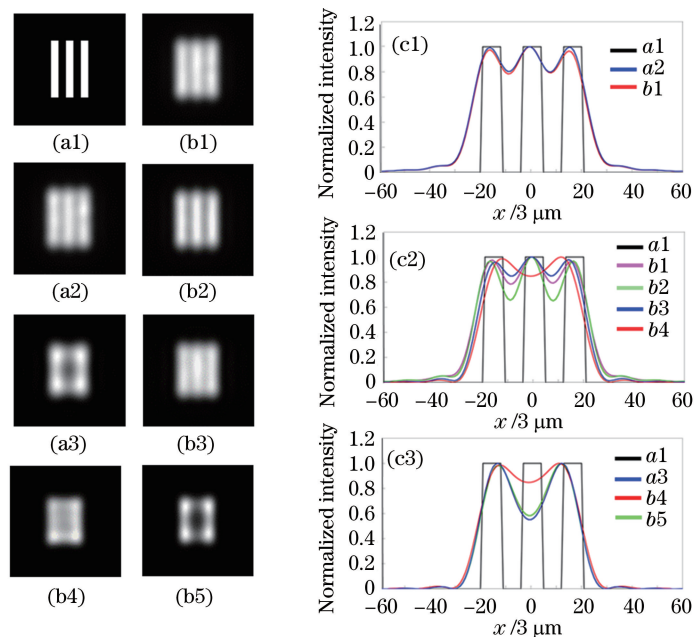 (a1)
(b1)
(a2)
(b2)
(a3)
(b3)
(b4)
(b5)
(c1)
Normalized intensity
1.2
1.0
0.8
0.6
0.4
0.2
0
−60
−40
−20
0
20
40
60
x /3 μm
a1
a2
b1
(c2)
Normalized intensity
1.2
1.0
0.8
0.6
0.4
0.2
0
−60
−40
−20
0
20
40
60
x /3 μm
a1
b1
b2
b3
b4
(c3)
Normalized intensity
1.2
1.0
0.8
0.6
0.4
0.2
0
−60
−40
−20
0
20
40
60
x /3 μm
a1
a3
b4
b5